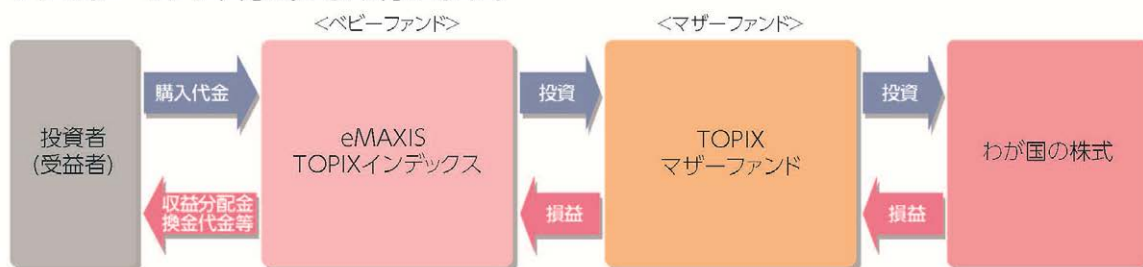 <ベビーファンド>
<マザーファンド>
購入代金
投資
投資
投資者
(受益者)
eMAXIS
TOPIXインデックス
TOPIX
マザーファンド
わが国の株式
収益分配金
換金代金等
損益
損益